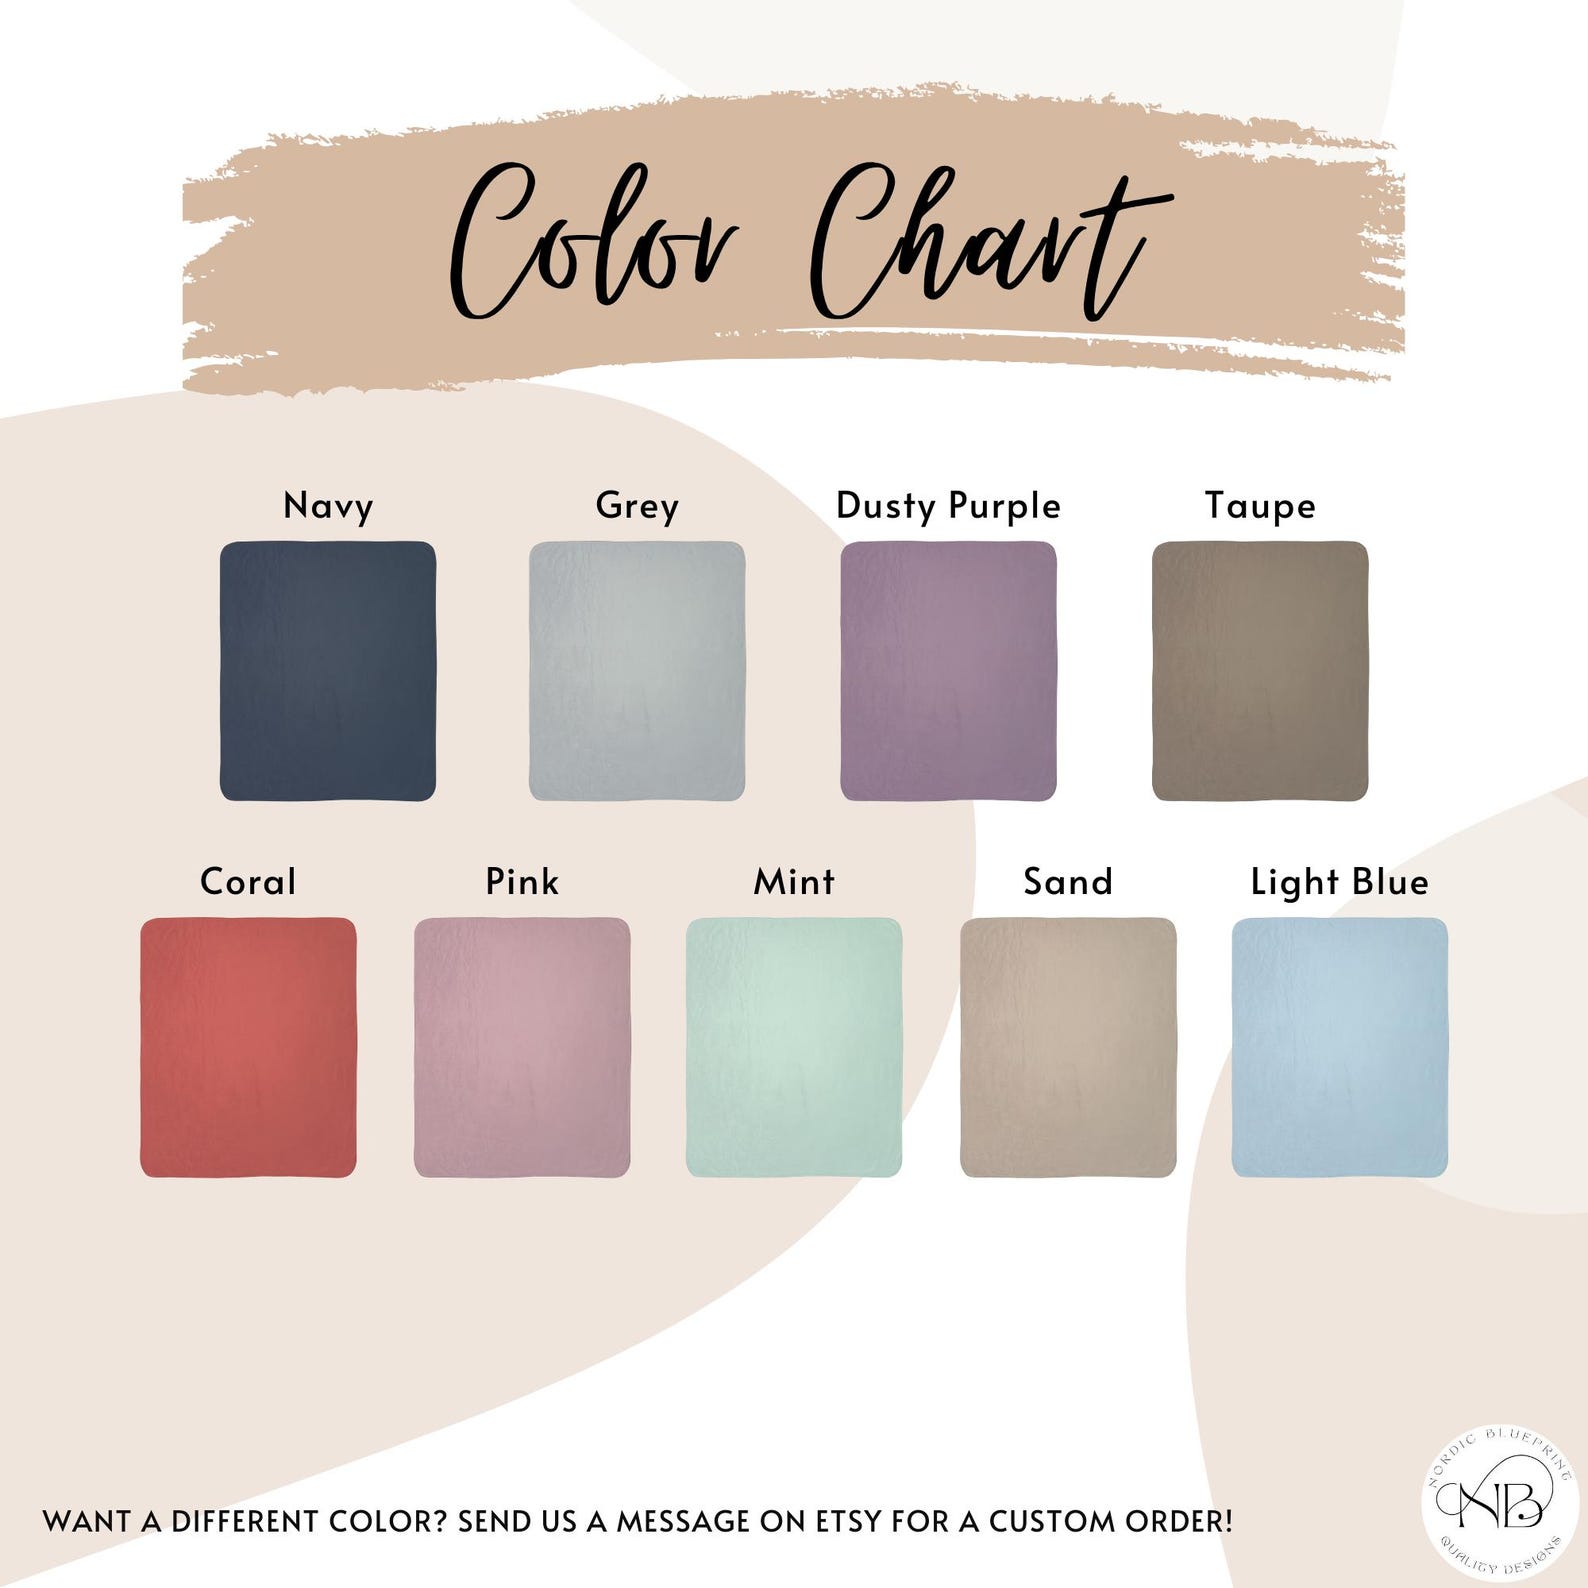 Color Chart
Navy Grey Dusty Purple Taupe
Coral Pink Mint Sand Light Blue
WANT A DIFFERENT COLOR? SEND US A MESSAGE ON ETSY FOR A CUSTOM ORDER!
NORDIC BLUEPRINT
NB
QUALITY DESIGNS